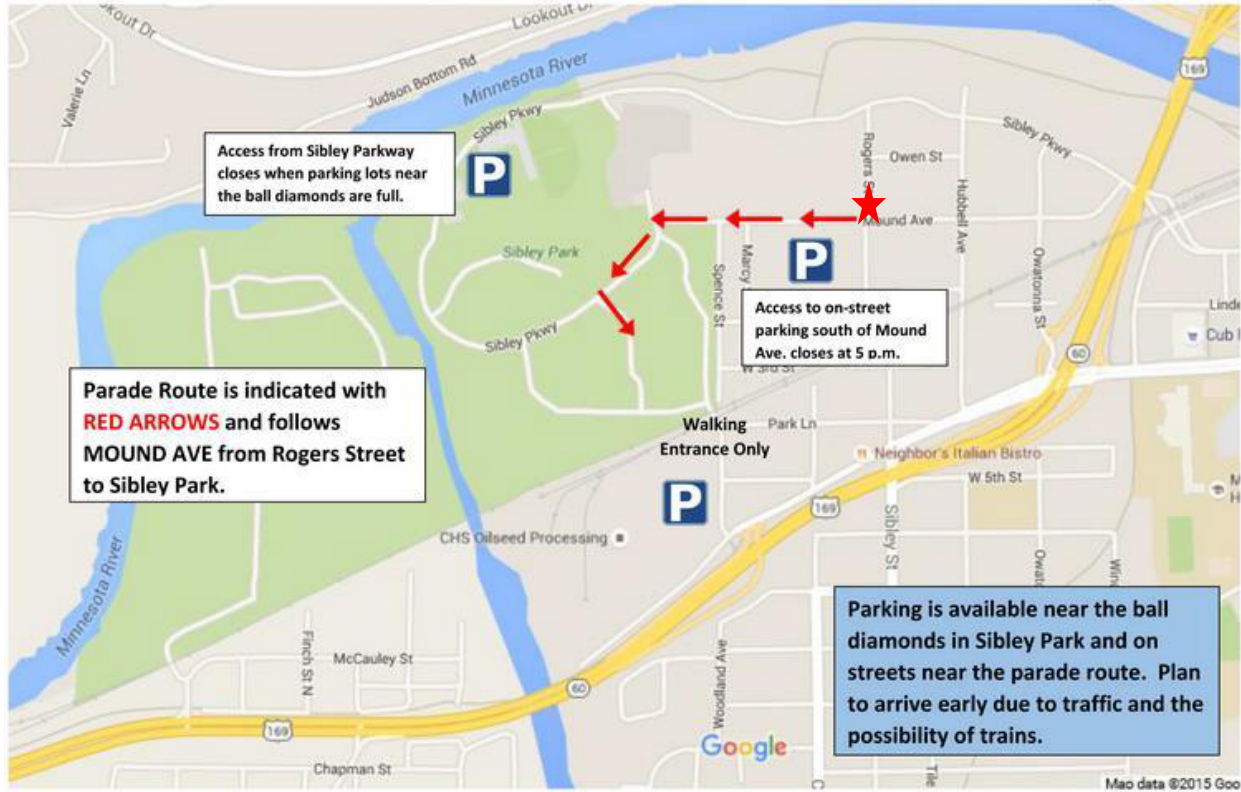 Lookout Dr
Lookout Dr
Valerie Ln
Judson Bottom Rd
Minnesota River
169
Sibley Pkwy
Sibley Pkwy
Access from Sibley Parkway
closes when parking lots near
the ball diamonds are full.
P
Rogers S
Owen St
Hubbell Ave
Mound Ave
Sibley Park
P
Marcy
Spence St
Owatonna St
Access to on-street
parking south of Mound
Ave. closes at 5 p.m.
Linde
Cub
Sibley Pkwy
60
W 3rd St
Parade Route is indicated with
RED ARROWS and follows
MOUND AVE from Rogers Street
to Sibley Park.
Walking
Entrance Only
Park Ln
Neighbor's Italian Bistro
W 5th St
M
H
P
169
CHS Oilseed Processing
Sibley St
Owato
Win
Minnesota River
Finch St N
McCauley St
Woodland Ave
60
169
Chapman St
Parking is available near the ball
diamonds in Sibley Park and on
streets near the parade route. Plan
to arrive early due to traffic and the
possibility of trains.
Google
C
Tile
Map data ©2015 Goo